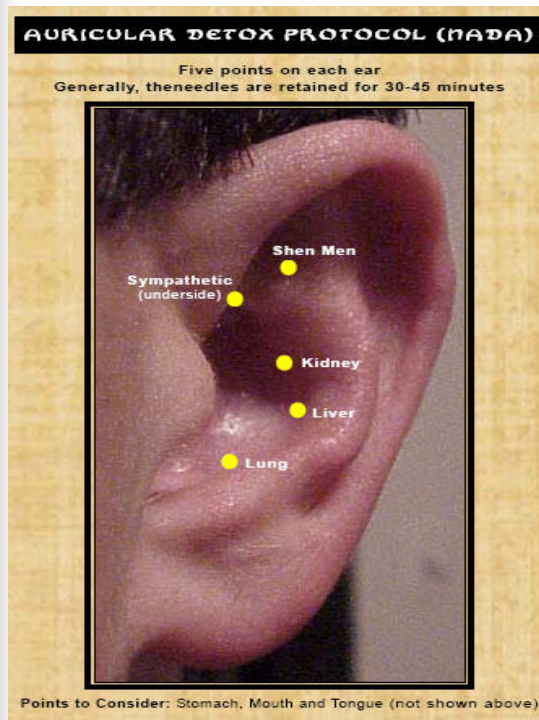 AURICULAR DETOX PROTOCOL (NADA)
Five points on each ear
Generally, theneedles are retained for 30-45 minutes
Shen Men
Sympathetic
(underside)
Kidney
Liver
Lung
Points to Consider: Stomach, Mouth and Tongue (not shown above)